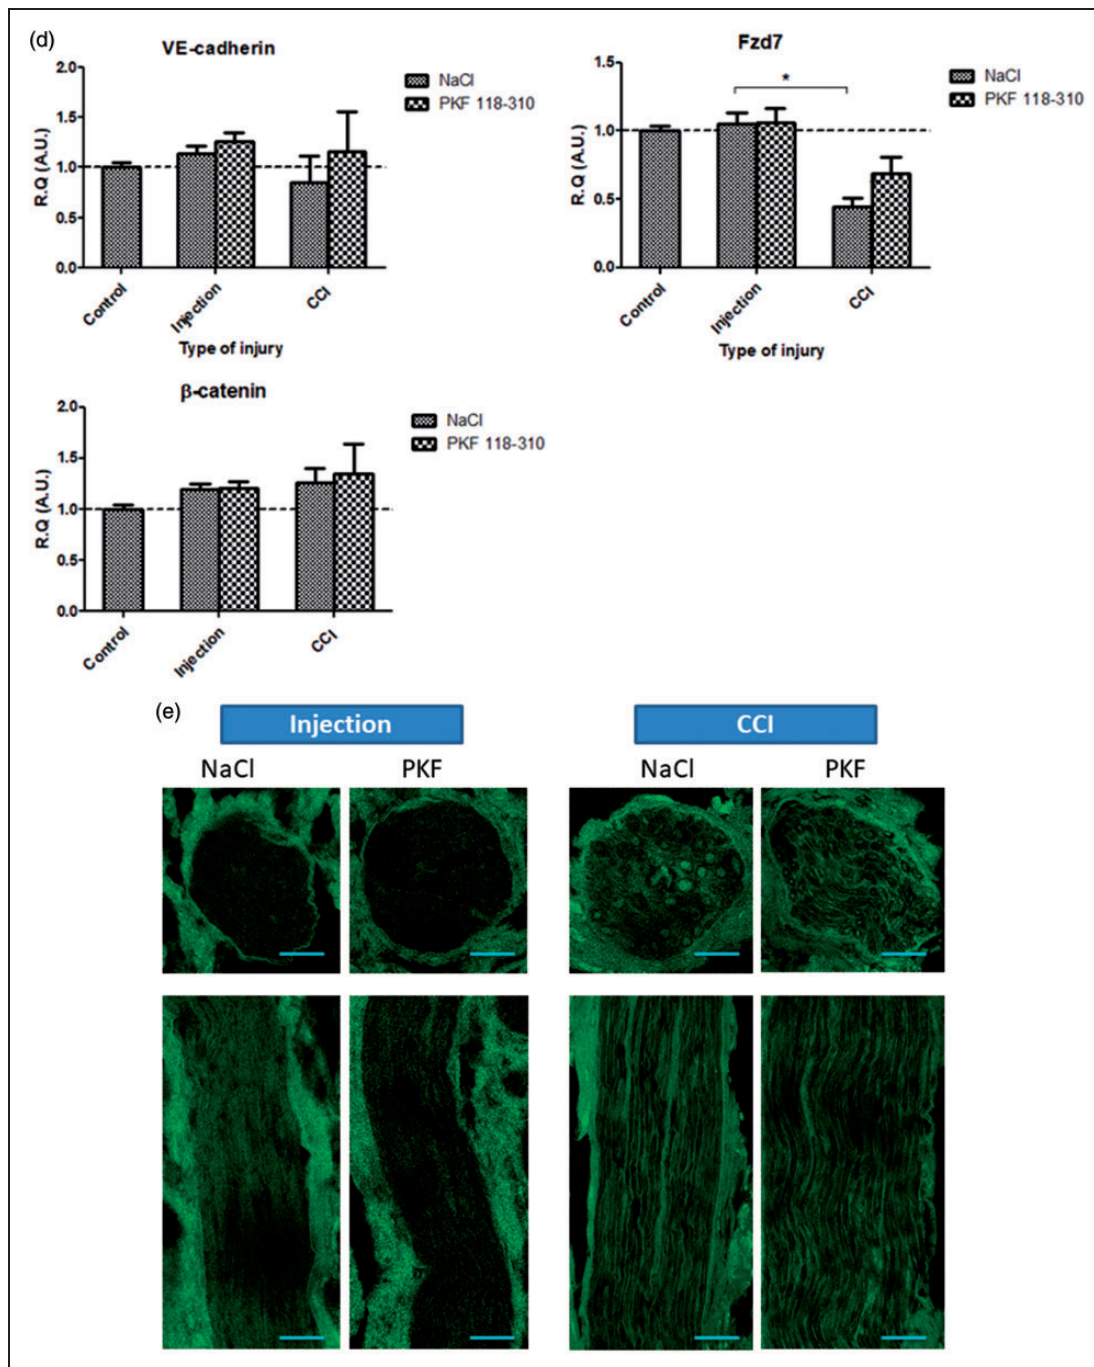 (d)
VE-cadherin
2.0
1.5
1.0
0.5
0.0
R.Q (A.U.)
Control
Injection
CCI
Type of injury
NaCl
PKF 118-310
Fzd7
1.5
1.0
0.5
0.0
R.Q (A.U.)
*
Control
Injection
CCI
Type of injury
NaCl
PKF 118-310
β-catenin
2.0
1.5
1.0
0.5
0.0
R.Q (A.U.)
Control
Injection
CCI
NaCl
PKF 118-310
(e)
Injection
CCI
NaCl
PKF
NaCl
PKF